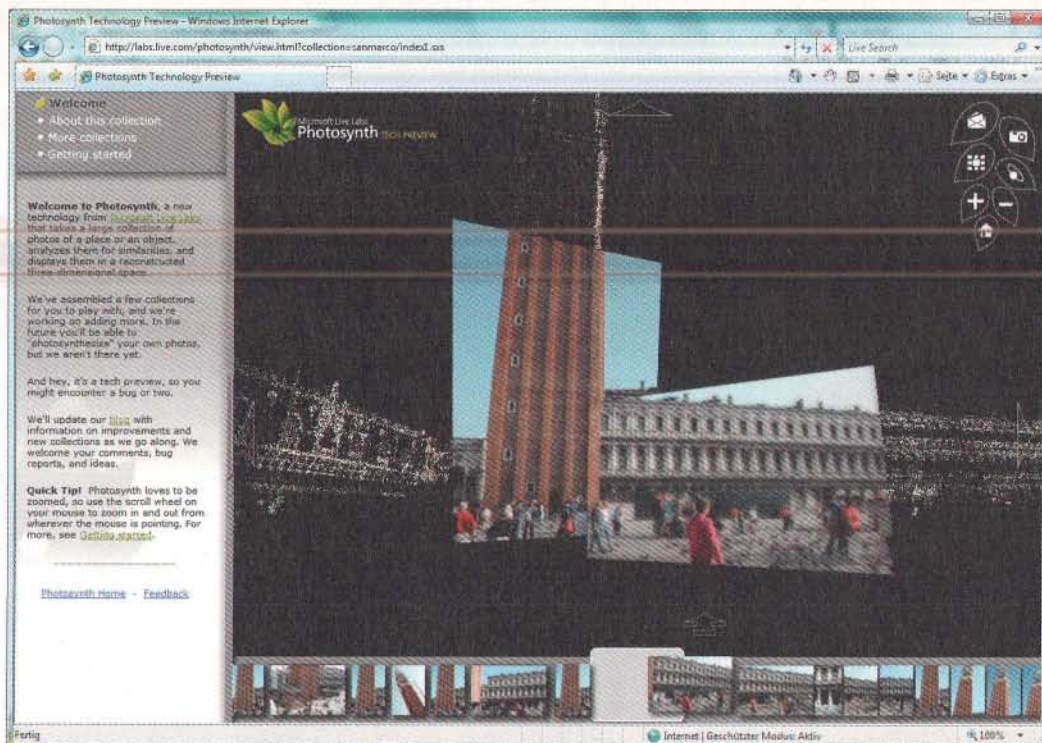 Photosynth Technology Preview - Windows Internet Explorer
http://labs.live.com/photosynth/view.html?collection=sanmarco/index1.sxs
Live Search
Photosynth Technology Preview
Seite
Extras
Welcome
About this collection
More collections
Getting started
Welcome to Photosynth, a new
technology from Microsoft Live Labs
that takes a large collection of
photos of a place or an object,
analyzes them for similarities, and
displays them in a reconstructed
three-dimensional space.
We've assembled a few collections
for you to play with, and we're
working on adding more. In the
future you'll be able to
"photosynthesize" your own photos,
but we aren't there yet.
And hey, it's a tech preview, so you
might encounter a bug or two.
We'll update our blog with
information on improvements and
new collections as we go along. We
welcome your comments, bug
reports, and ideas.
Quick Tip! Photosynth loves to be
zoomed, so use the scroll wheel on
your mouse to zoom in and out from
wherever the mouse is pointing. For
more, see Getting started.
Photosynth Home - Feedback
Microsoft Live Labs
Photosynth TECH PREVIEW
Fertig
Internet | Geschützter Modus: Aktiv
100%